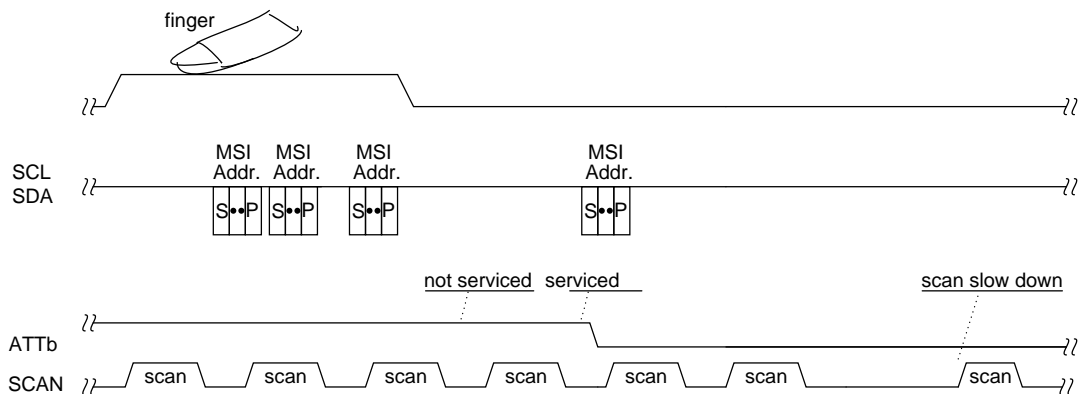 finger
MSI MSI MSI MSI
Addr. Addr. Addr. Addr.
SCL
SDA
S••P S••P S••P S••P
not serviced serviced scan slow down
ATTb
SCAN scan scan scan scan scan scan scan